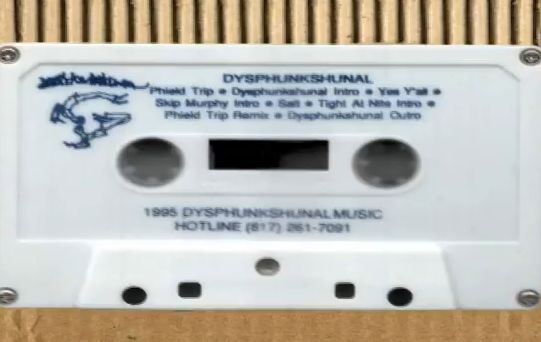 DYSPHUNKSHUNAL
Phield Trip • Dysphunkshunal Intro • Yes Y'all •
Skip Murphy Intro • Salt • Tight At Nite Intro •
Phield Trip Remix • Dysphunkshunal Outro
1995 DYSPHUNKSHUNAL MUSIC
HOTLINE (817) 261-7091